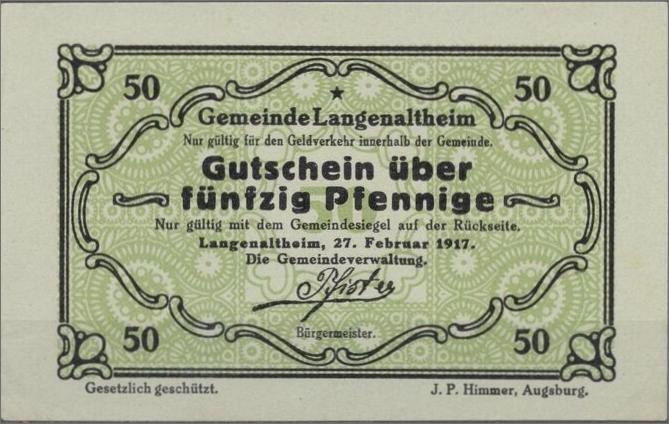 50 50
Gemeinde Langenaltheim
Nur gültig für den Geldverkehr innerhalb der Gemeinde.
Gutschein über
fünfzig Pfennige
Nur gültig mit dem Gemeindesiegel auf der Rückseite.
Langenaltheim, 27. Februar 1917.
Die Gemeindeverwaltung.
Pfister
Bürgermeister.
50 50
Gesetzlich geschützt. J. P. Himmer, Augsburg.